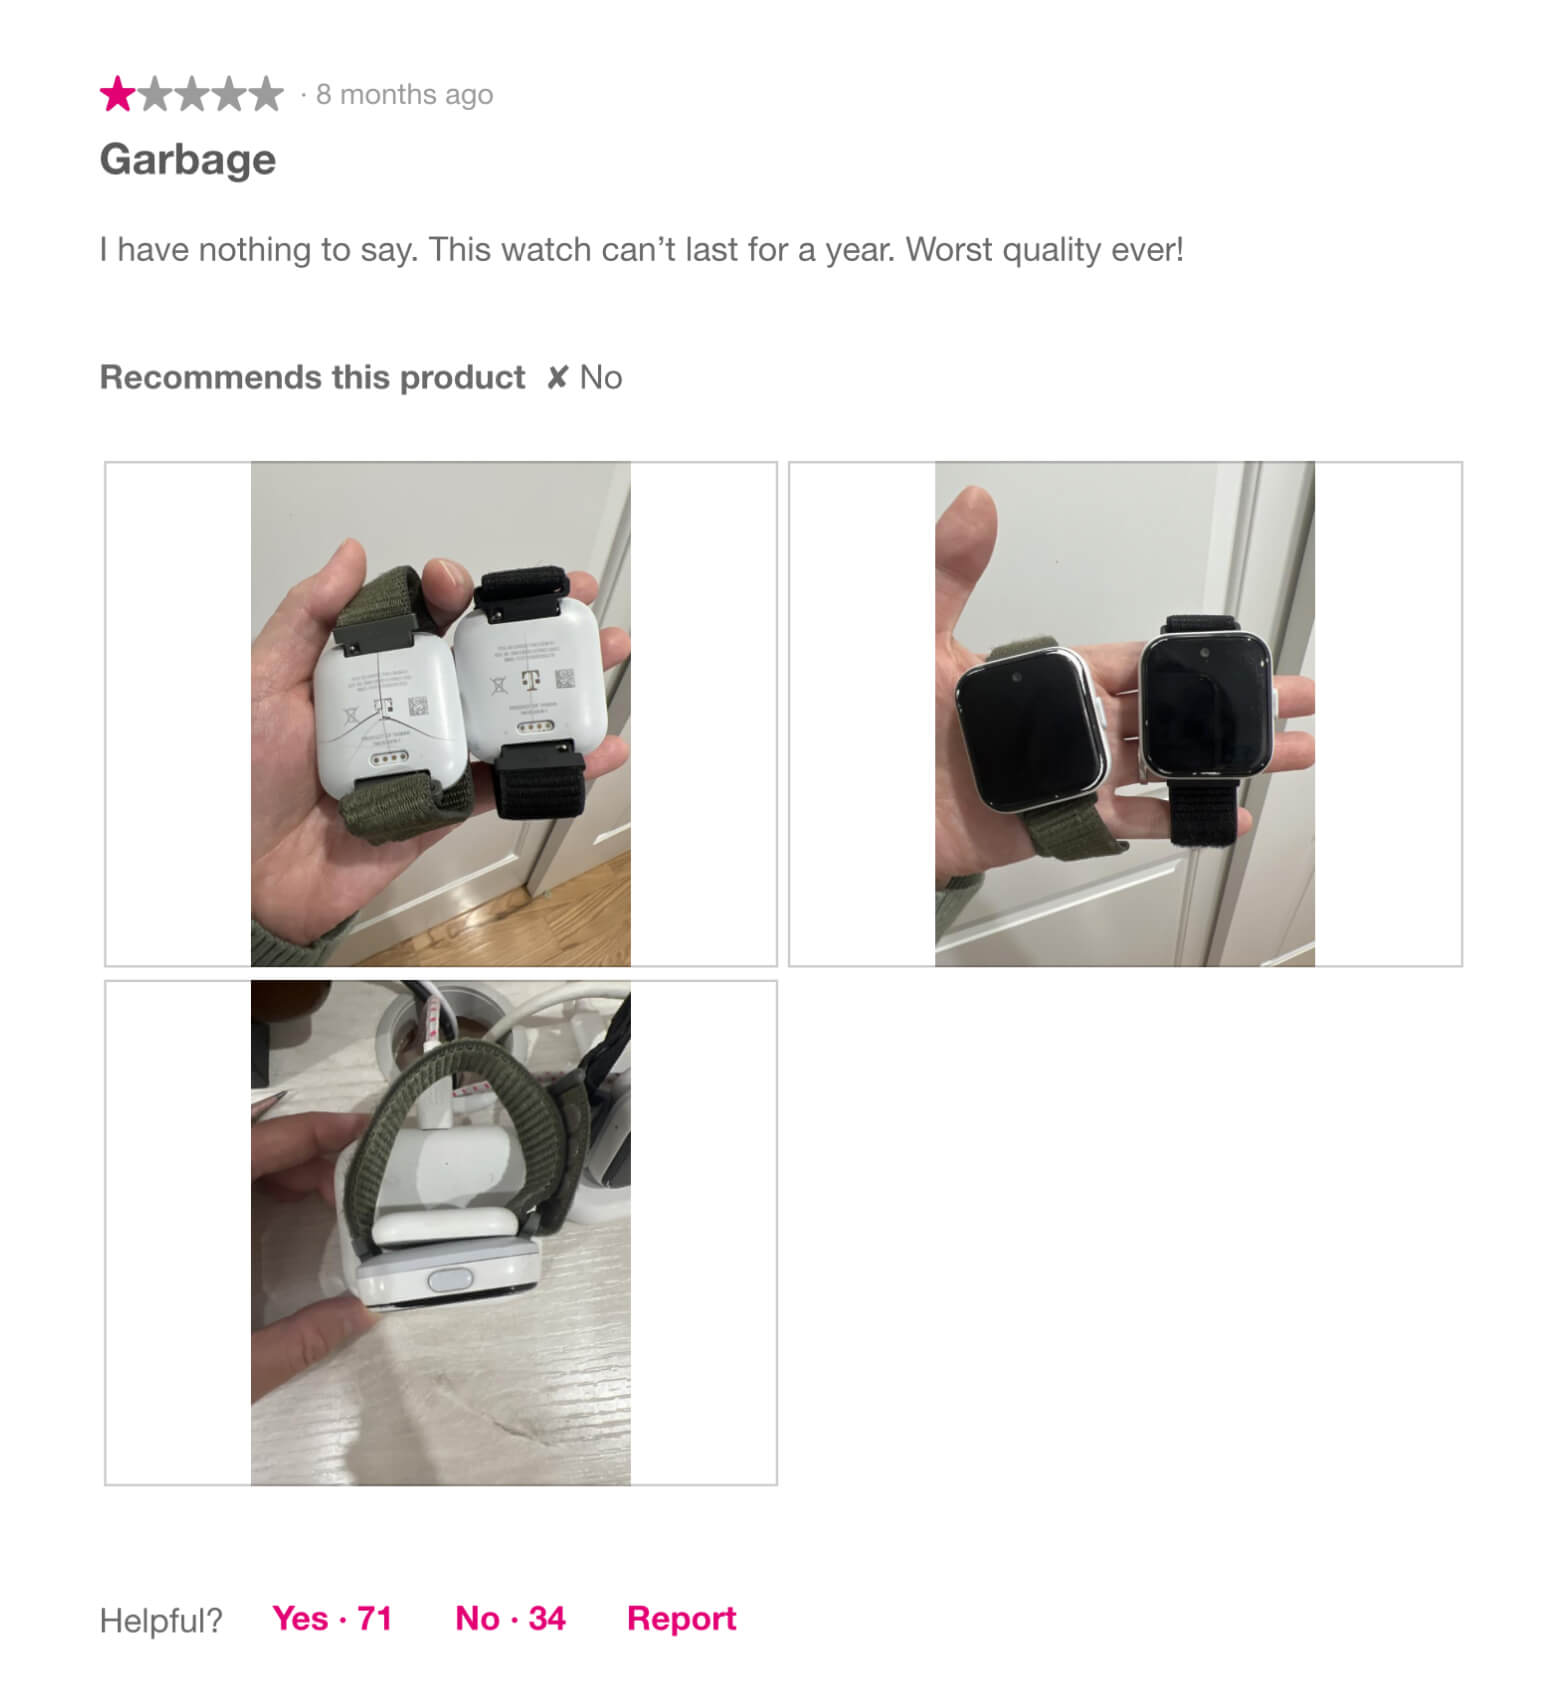 · 8 months ago
Garbage
I have nothing to say. This watch can’t last for a year. Worst quality ever!
Recommends this product ✘ No
Helpful? Yes · 71 No · 34 Report